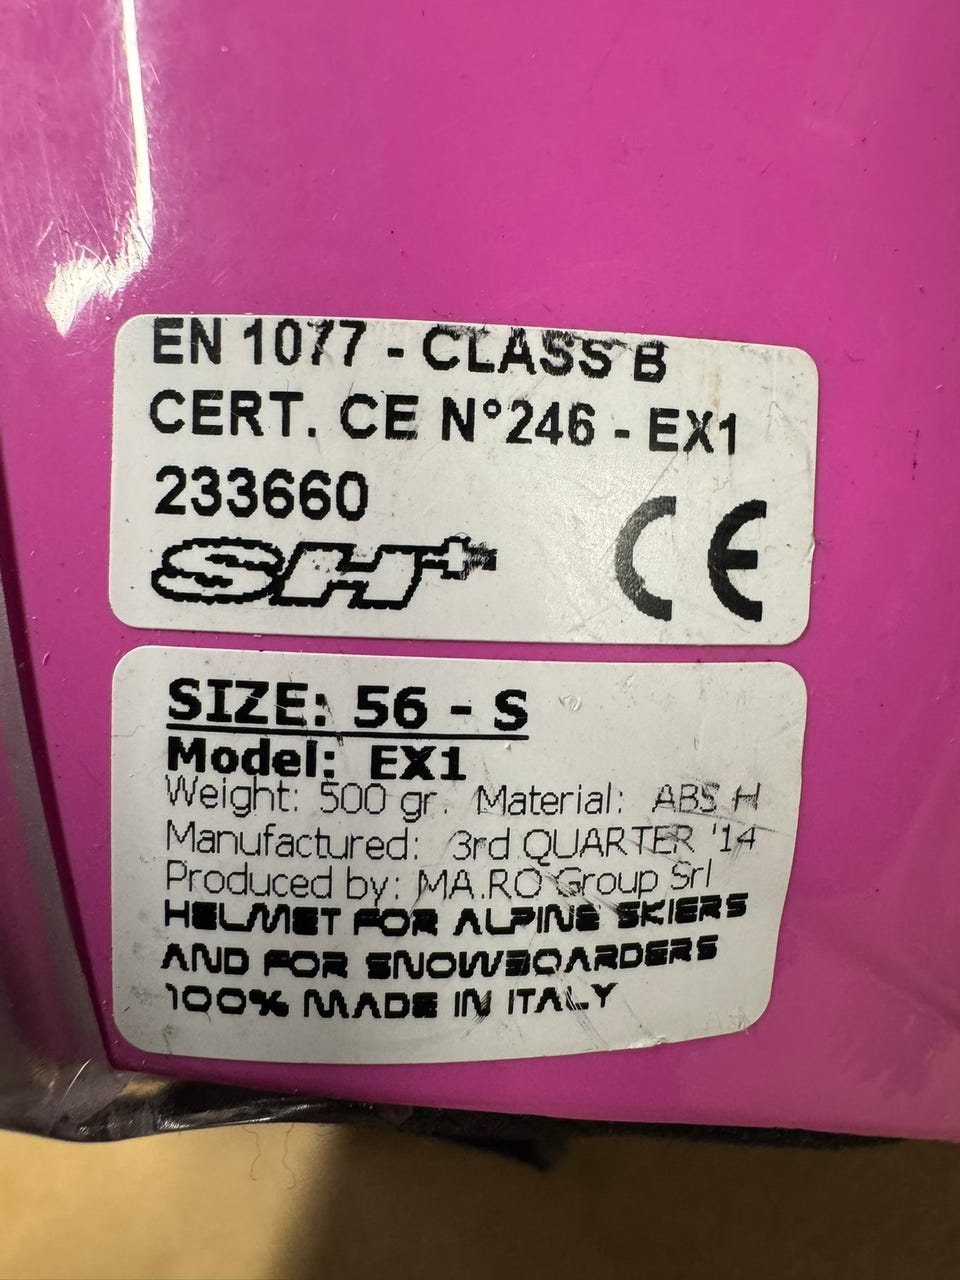 EN 1077 - CLASS B
CERT. CE N°246 - EX1
233660
SH+
CE
SIZE: 56 - S
Model: EX1
Weight: 500 gr. Material: ABS H
Manufactured: 3rd QUARTER '14
Produced by: MA.RO Group Srl
HELMET FOR ALPINE SKIERS
AND FOR SNOWBOARDERS
100% MADE IN ITALY